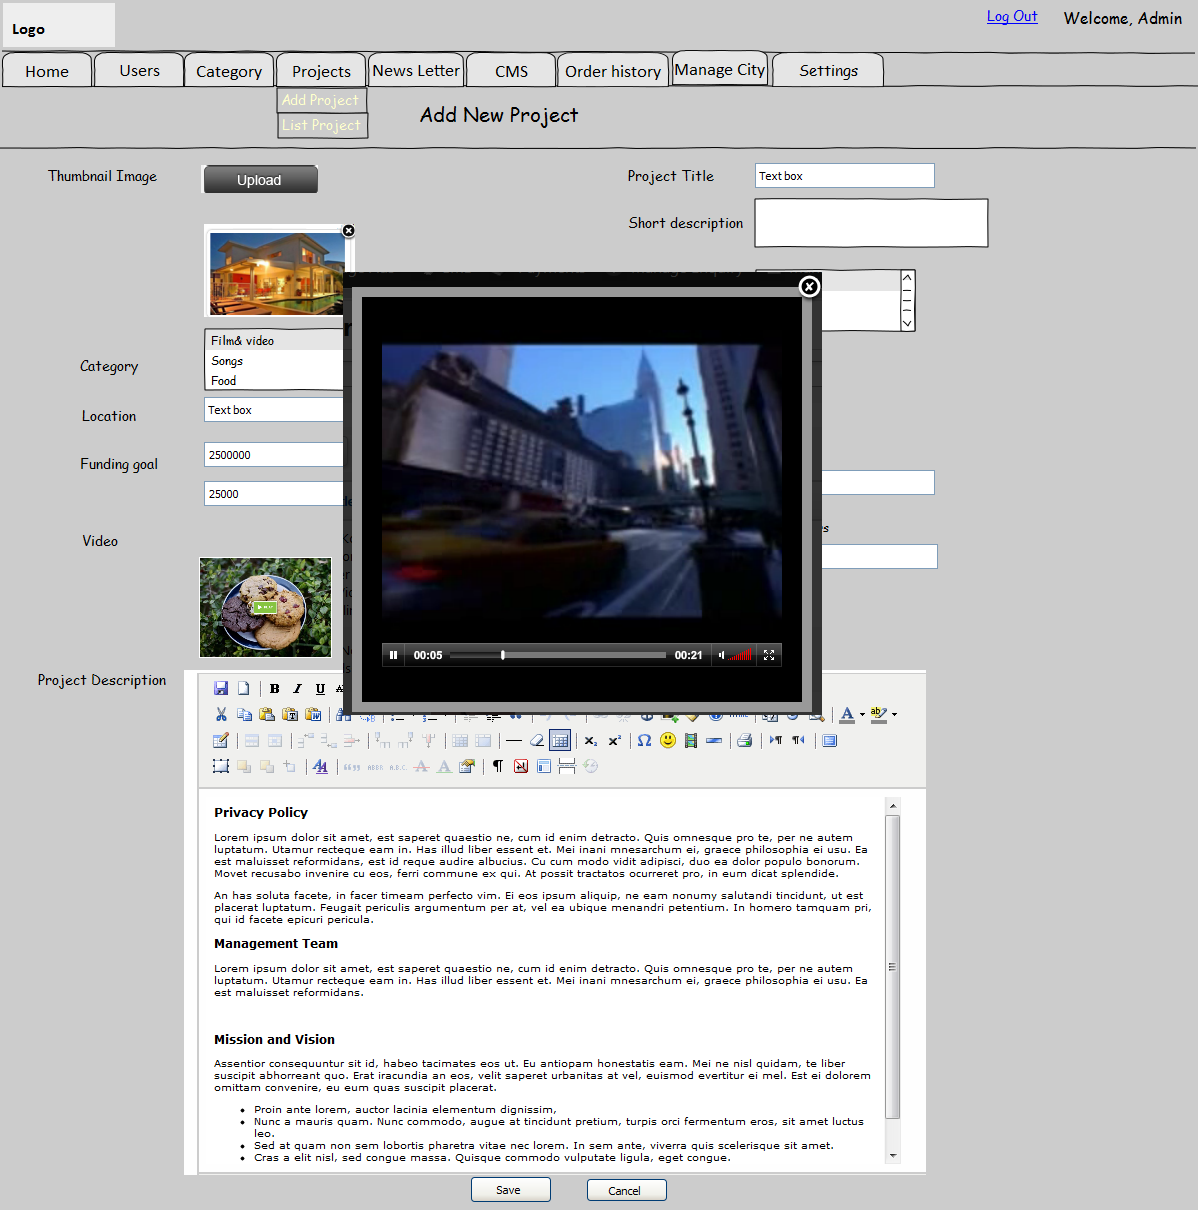 Logo
Log Out
Welcome, Admin
Home
Users
Category
Projects
News Letter
CMS
Order history
Manage City
Settings
Add Project
List Project
Add New Project
Thumbnail Image
Upload
Project Title
Text box
Short description
Category
Film& video
Songs
Food
Location
Text box
Funding goal
2500000
25000
Video
00:05
00:21
Project Description
B I U
Privacy Policy
Lorem ipsum dolor sit amet, est saperet quaestio ne, cum id enim detracto. Quis omnesque pro te, per ne autem
luptatum. Utamur recteque eam in. Has illud liber essent et. Mei inani mnesarchum ei, graece philosophia ei usu. Ea
est maluisset reformidans, est id reque audire albucius. Cu cum modo vidit adipisci, duo ea dolor populo bonorum.
Movet recusabo invenire cu eos, ferri commune ex qui. At possit tractatos ocurreret pro, in eum dicat splendide.
An has soluta facete, in facer timeam perfecto vim. Ei eos ipsum aliquip, ne eam nonumy salutandi tincidunt, ut est
placerat luptatum. Feugait periculis argumentum per at, vel ea ubique menandri petentium. In homero tamquam pri,
qui id facete epicuri pericula.
Management Team
Lorem ipsum dolor sit amet, est saperet quaestio ne, cum id enim detracto. Quis omnesque pro te, per ne autem
luptatum. Utamur recteque eam in. Has illud liber essent et. Mei inani mnesarchum ei, graece philosophia ei usu. Ea
est maluisset reformidans.
Mission and Vision
Assentior consequuntur sit id, habeo tacimates eos ut. Eu antiopam honestatis eam. Mei ne nisl quidam, te liber
suscipit abhorreant quo. Erat iracundia an eos, velit saperet urbanitas at vel, euismod evertitur ei mel. Est ei dolorem
omittam convenire, eu eum quas suscipit placerat.
• Proin ante lorem, auctor lacinia elementum dignissim,
• Nunc a mauris quam. Nunc commodo, augue at tincidunt pretium, turpis orci fermentum eros, sit amet luctus
leo.
• Sed at quam non sem lobortis pharetra vitae nec lorem. In sem ante, viverra quis scelerisque sit amet.
• Cras a elit nisl, sed congue massa. Quisque commodo vulputate ligula, eget congue.
Save
Cancel